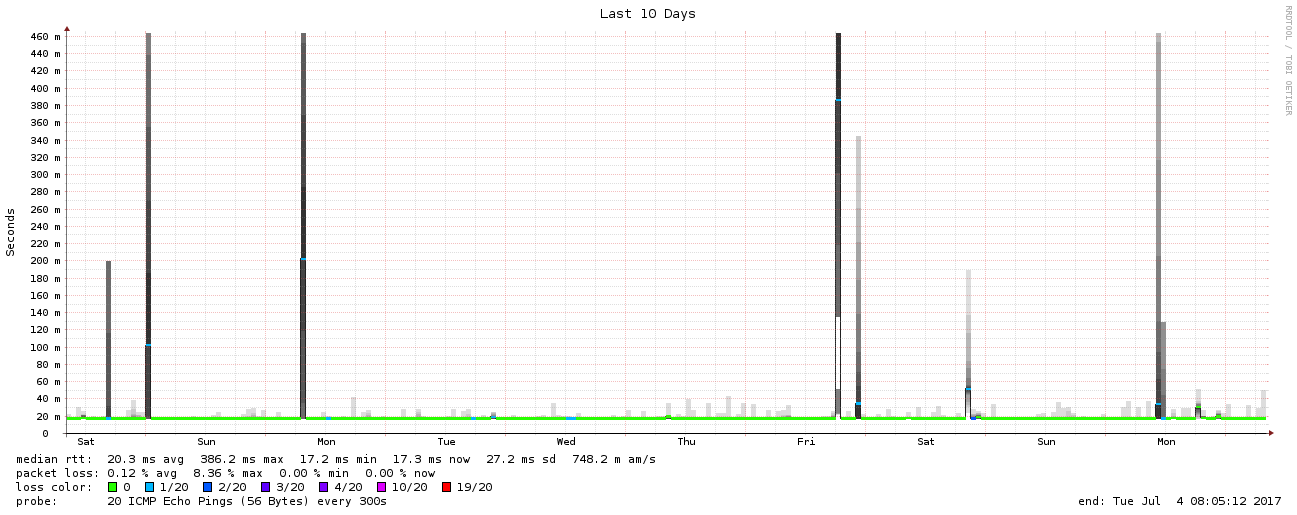 Last 10 Days
RRDTOOL / TOBI OETIKER
Seconds
460 m
440 m
420 m
400 m
380 m
360 m
340 m
320 m
300 m
280 m
260 m
240 m
220 m
200 m
180 m
160 m
140 m
120 m
100 m
80 m
60 m
40 m
20 m
0
Sat Sun Mon Tue Wed Thu Fri Sat Sun Mon
median rtt: 20.3 ms avg 386.2 ms max 17.2 ms min 17.3 ms now 27.2 ms sd 748.2 m am/s
packet loss: 0.12 % avg 8.36 % max 0.00 % min 0.00 % now
loss color: 0 1/20 2/20 3/20 4/20 10/20 19/20
probe: 20 ICMP Echo Pings (56 Bytes) every 300s end: Tue Jul 4 08:05:12 2017